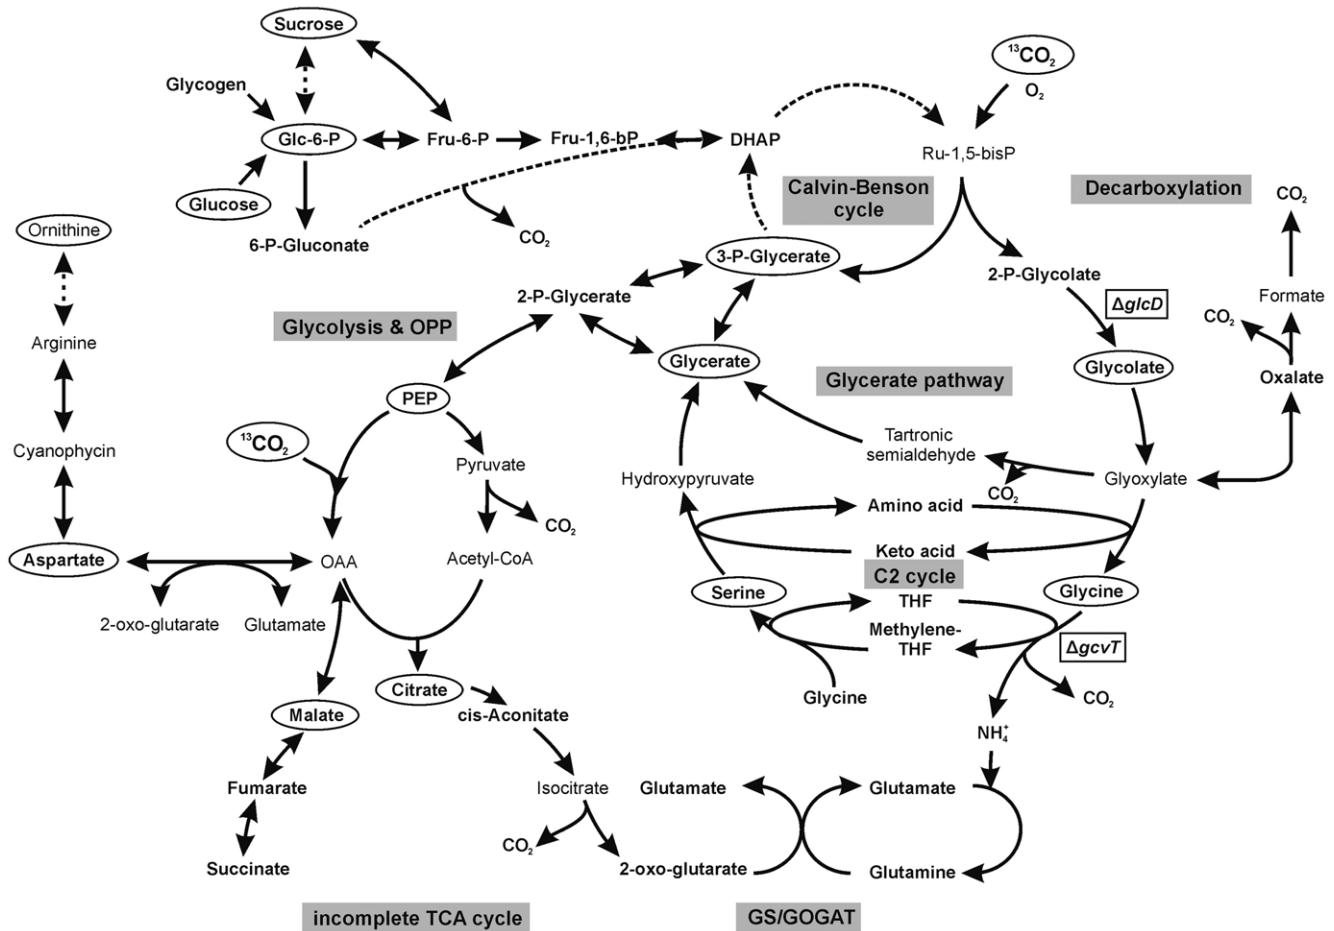 Sucrose
¹³CO₂
O₂
Glycogen
Glc-6-P
Fru-6-P
Fru-1,6-bP
DHAP
Ru-1,5-bisP
Glucose
Calvin-Benson
cycle
Decarboxylation
CO₂
Ornithine
6-P-Gluconate
CO₂
3-P-Glycerate
2-P-Glycolate
2-P-Glycerate
Formate
ΔglcD
CO₂
Glycolysis & OPP
Arginine
Glycerate
Glycolate
Oxalate
Glycerate pathway
PEP
¹³CO₂
Tartronic
semialdehyde
Cyanophycin
Pyruvate
Hydroxypyruvate
Glyoxylate
CO₂
Amino acid
CO₂
Keto acid
Aspartate
OAA
Acetyl-CoA
C2 cycle
Serine
Glycine
THF
2-oxo-glutarate
Glutamate
Methylene-
THF
ΔgcvT
Citrate
Glycine
CO₂
Malate
cis-Aconitate
NH₄⁺
Fumarate
Isocitrate
Glutamate
Glutamate
CO₂
Succinate
2-oxo-glutarate
Glutamine
incomplete TCA cycle
GS/GOGAT